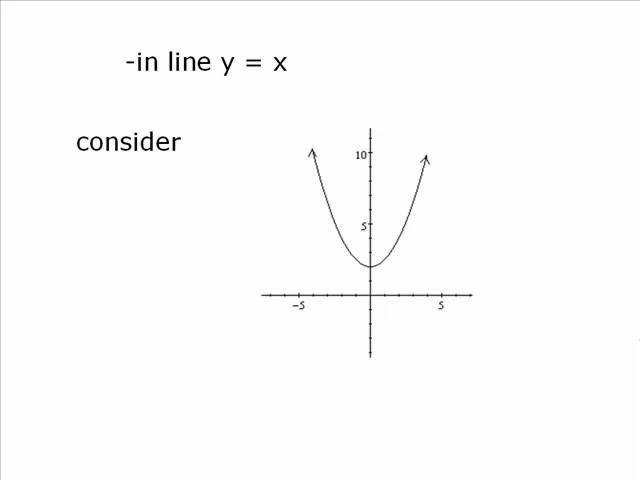 -in line y = x
consider
10
5
-5
5